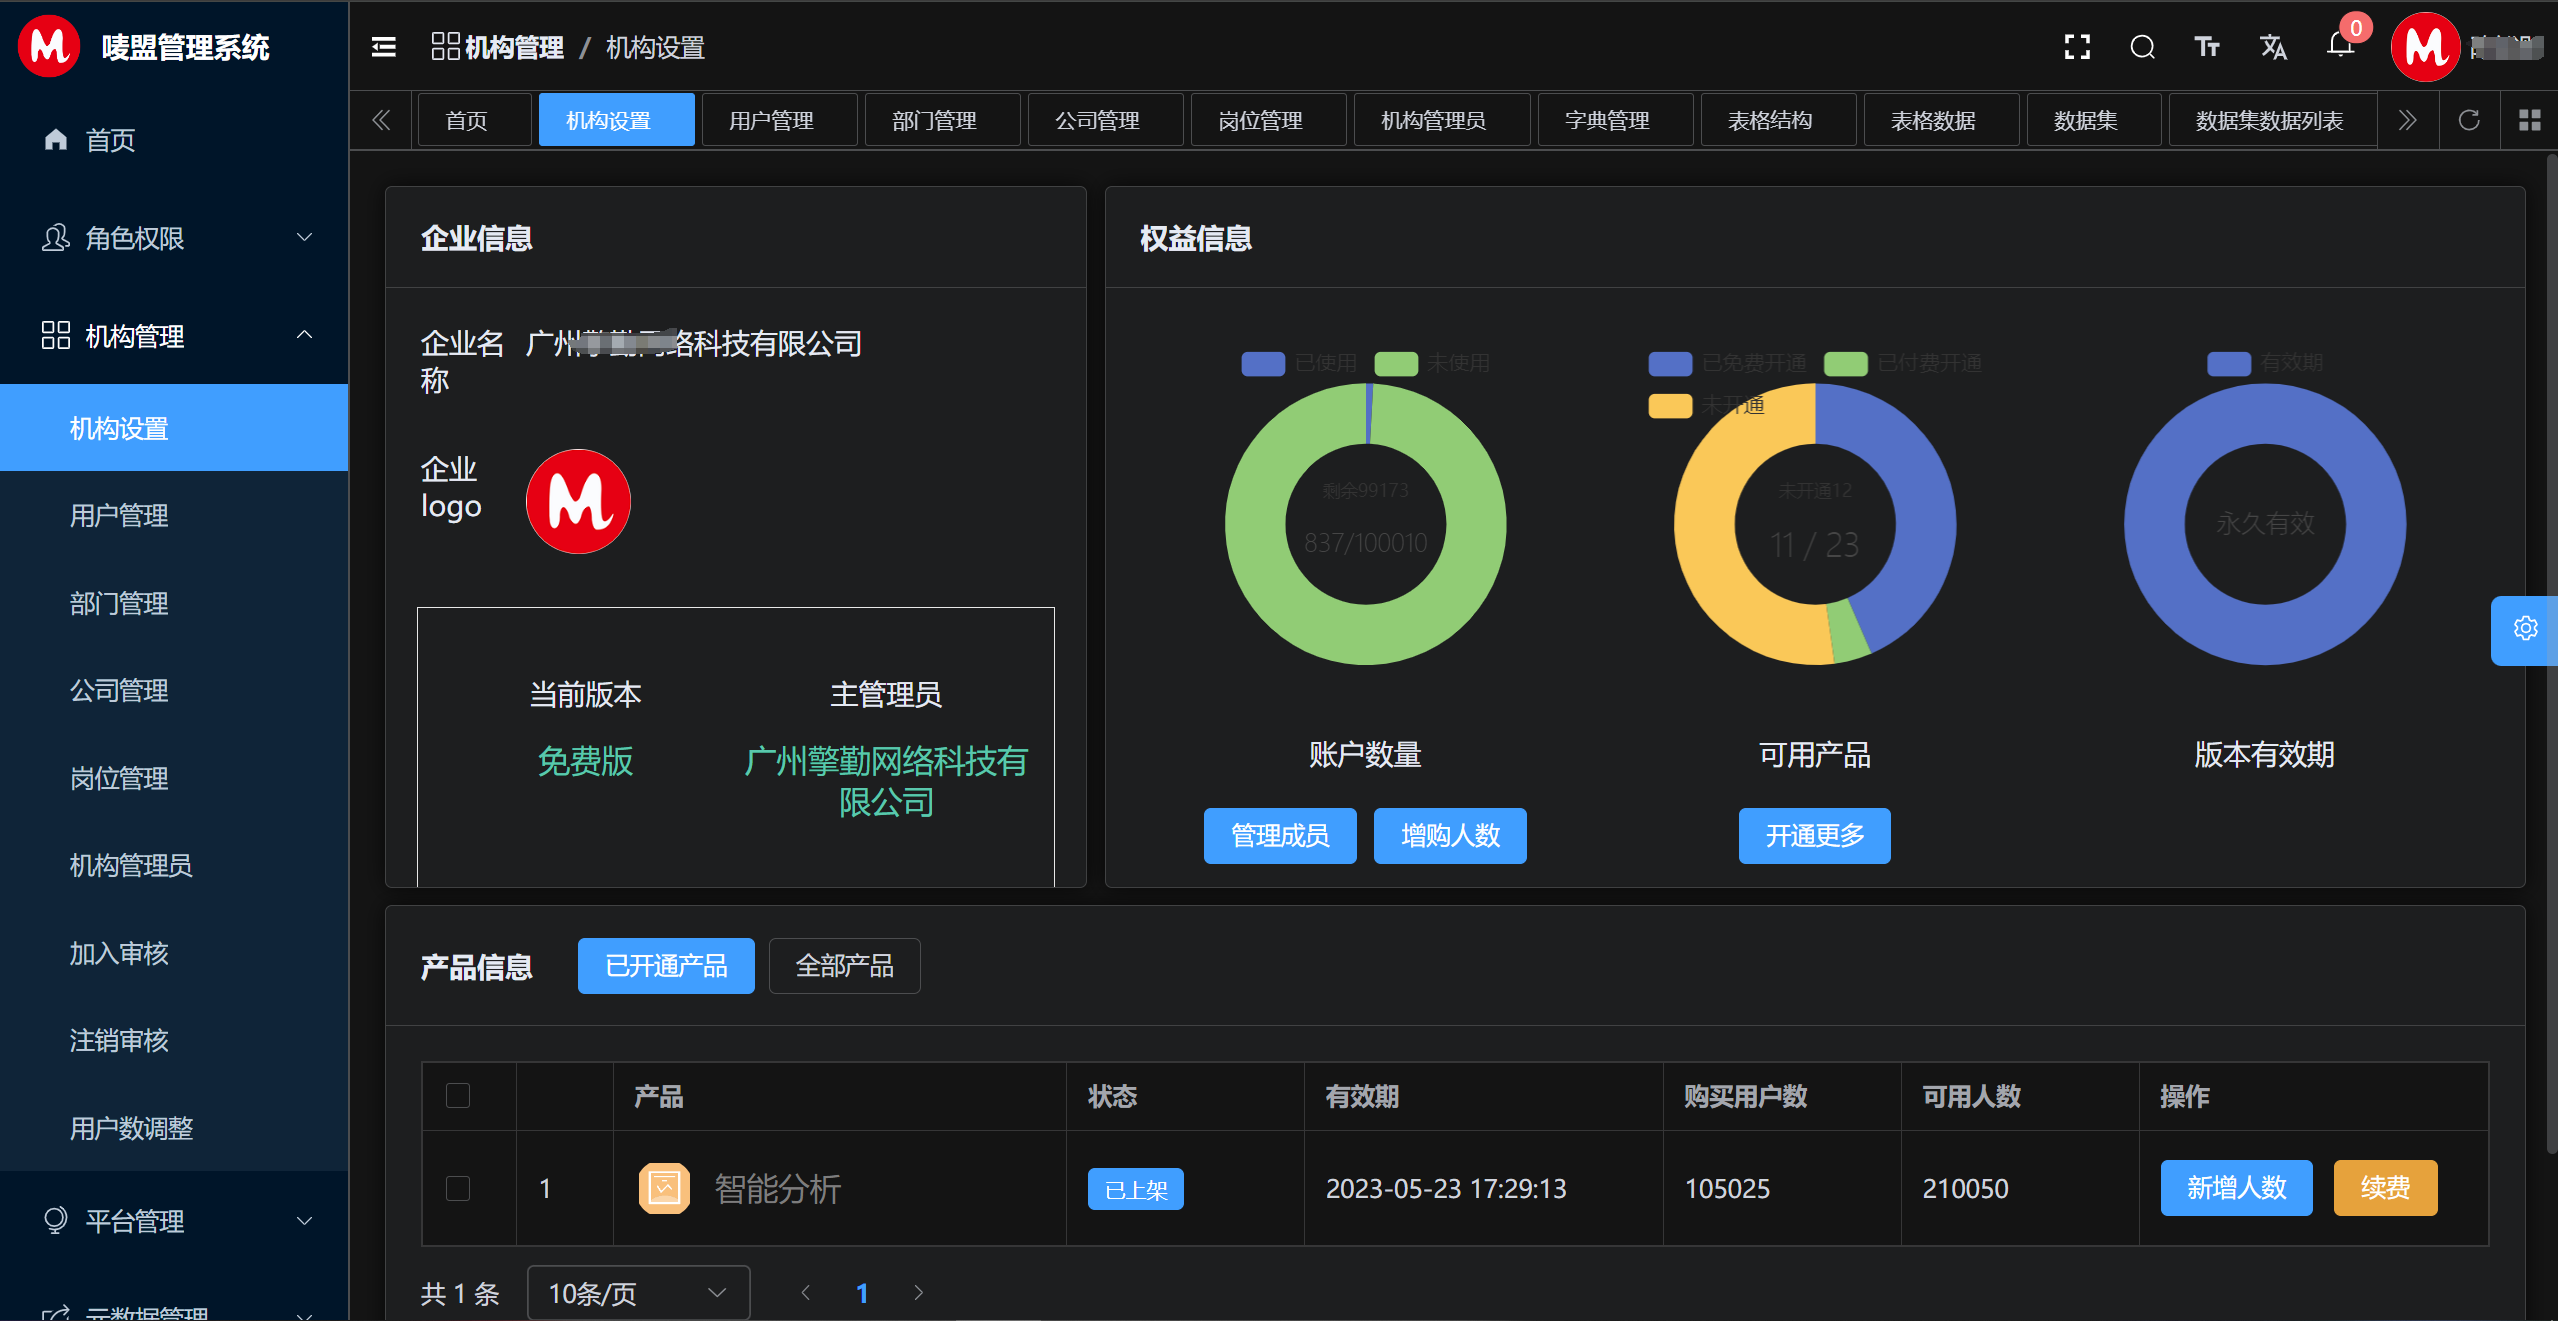 唛盟管理系统
首页
角色权限
机构管理
机构设置
用户管理
部门管理
公司管理
岗位管理
机构管理员
加入审核
注销审核
用户数调整
平台管理
元数据管理
机构管理 / 机构设置
0
首页
机构设置
用户管理
部门管理
公司管理
岗位管理
机构管理员
字典管理
表格结构
表格数据
数据集
数据集数据列表
企业信息
企业名称
广州 络科技有限公司
企业
logo
当前版本
免费版
主管理员
广州擎勤网络科技有
限公司
权益信息
已使用 未使用
剩余99173
837/100010
账户数量
管理成员 增购人数
已免费开通 已付费开通
未开通
未开通12
11 / 23
可用产品
开通更多
有效期
永久有效
版本有效期
产品信息 已开通产品 全部产品
产品 状态 有效期 购买用户数 可用人数 操作
1 智能分析 已上架 2023-05-23 17:29:13 105025 210050 新增人数 续费
共 1 条 10条/页 1